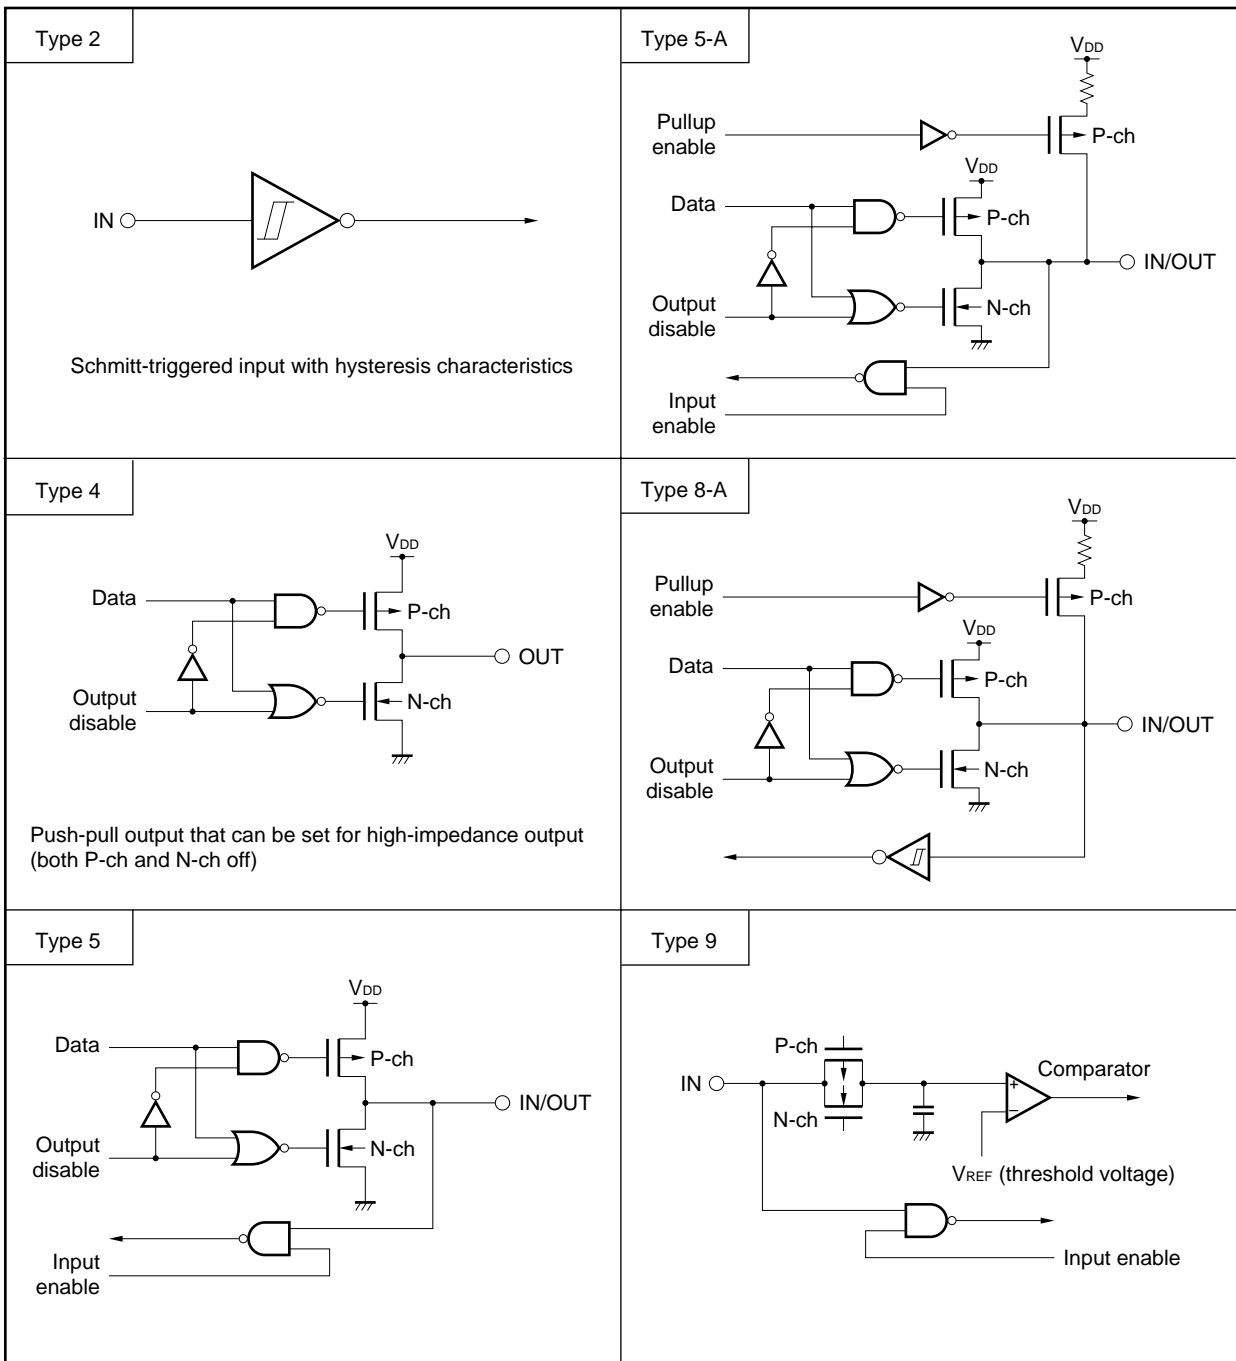 Type 2
IN
Schmitt-triggered input with hysteresis characteristics
Type 5-A
VDD
Pullup
enable
P-ch
VDD
Data
P-ch
IN/OUT
Output
disable
N-ch
Input
enable
Type 4
VDD
Data
P-ch
OUT
Output
disable
N-ch
Push-pull output that can be set for high-impedance output
(both P-ch and N-ch off)
Type 8-A
VDD
Pullup
enable
P-ch
VDD
Data
P-ch
IN/OUT
Output
disable
N-ch
Type 5
VDD
Data
P-ch
IN/OUT
Output
disable
N-ch
Input
enable
Type 9
P-ch
IN
N-ch
Comparator
+
−
VREF (threshold voltage)
Input enable